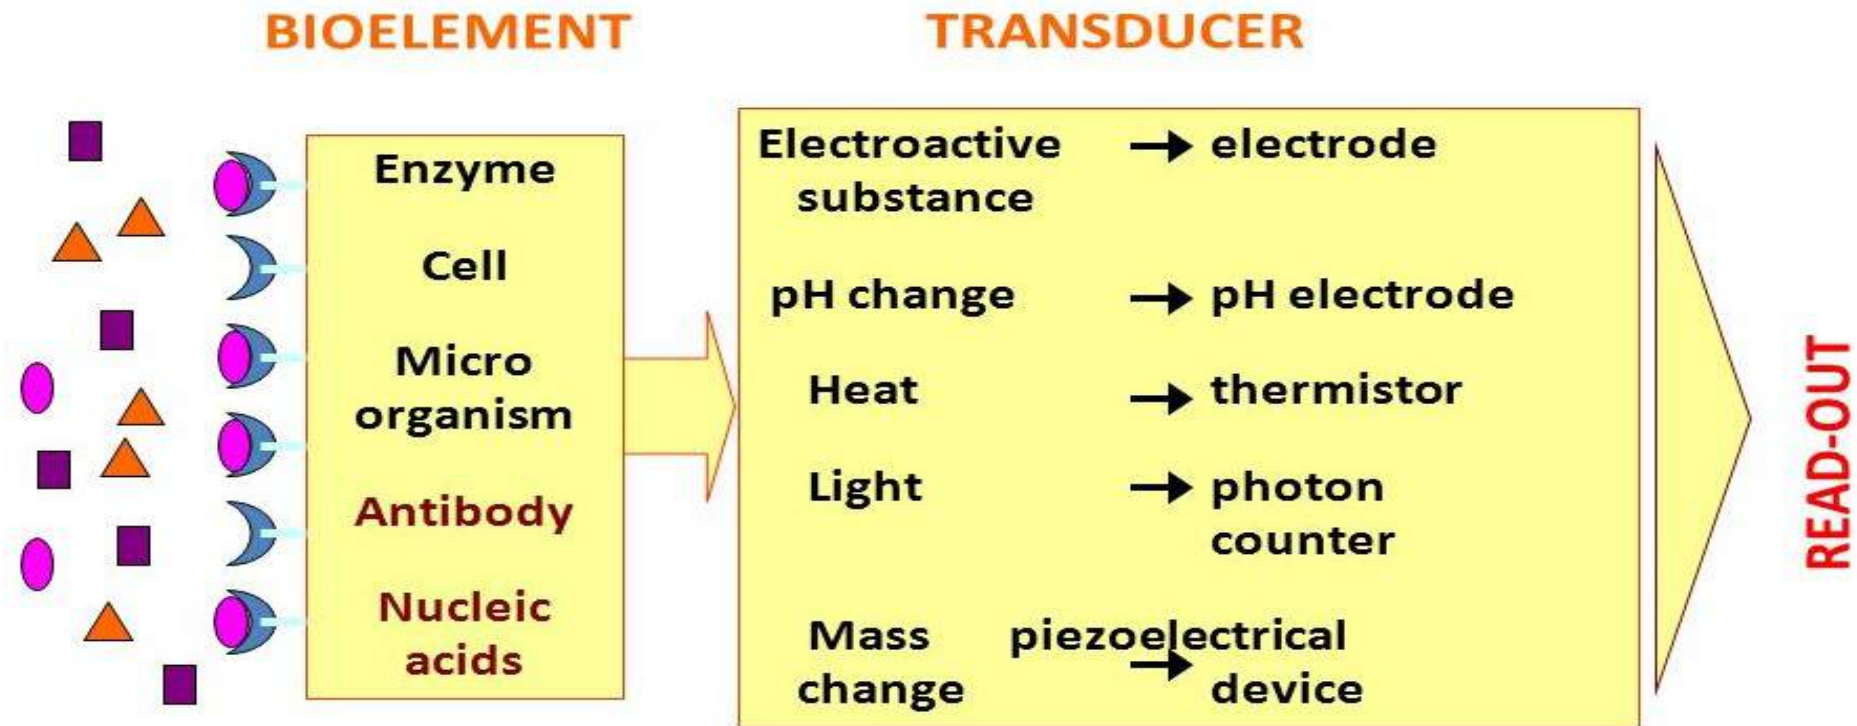 BIOELEMENT
TRANSDUCER
Enzyme
Cell
Micro
organism
Antibody
Nucleic
acids
Electroactive → electrode
substance
pH change → pH electrode
Heat → thermistor
Light → photon
counter
Mass piezoelectrical
change → device
READ-OUT